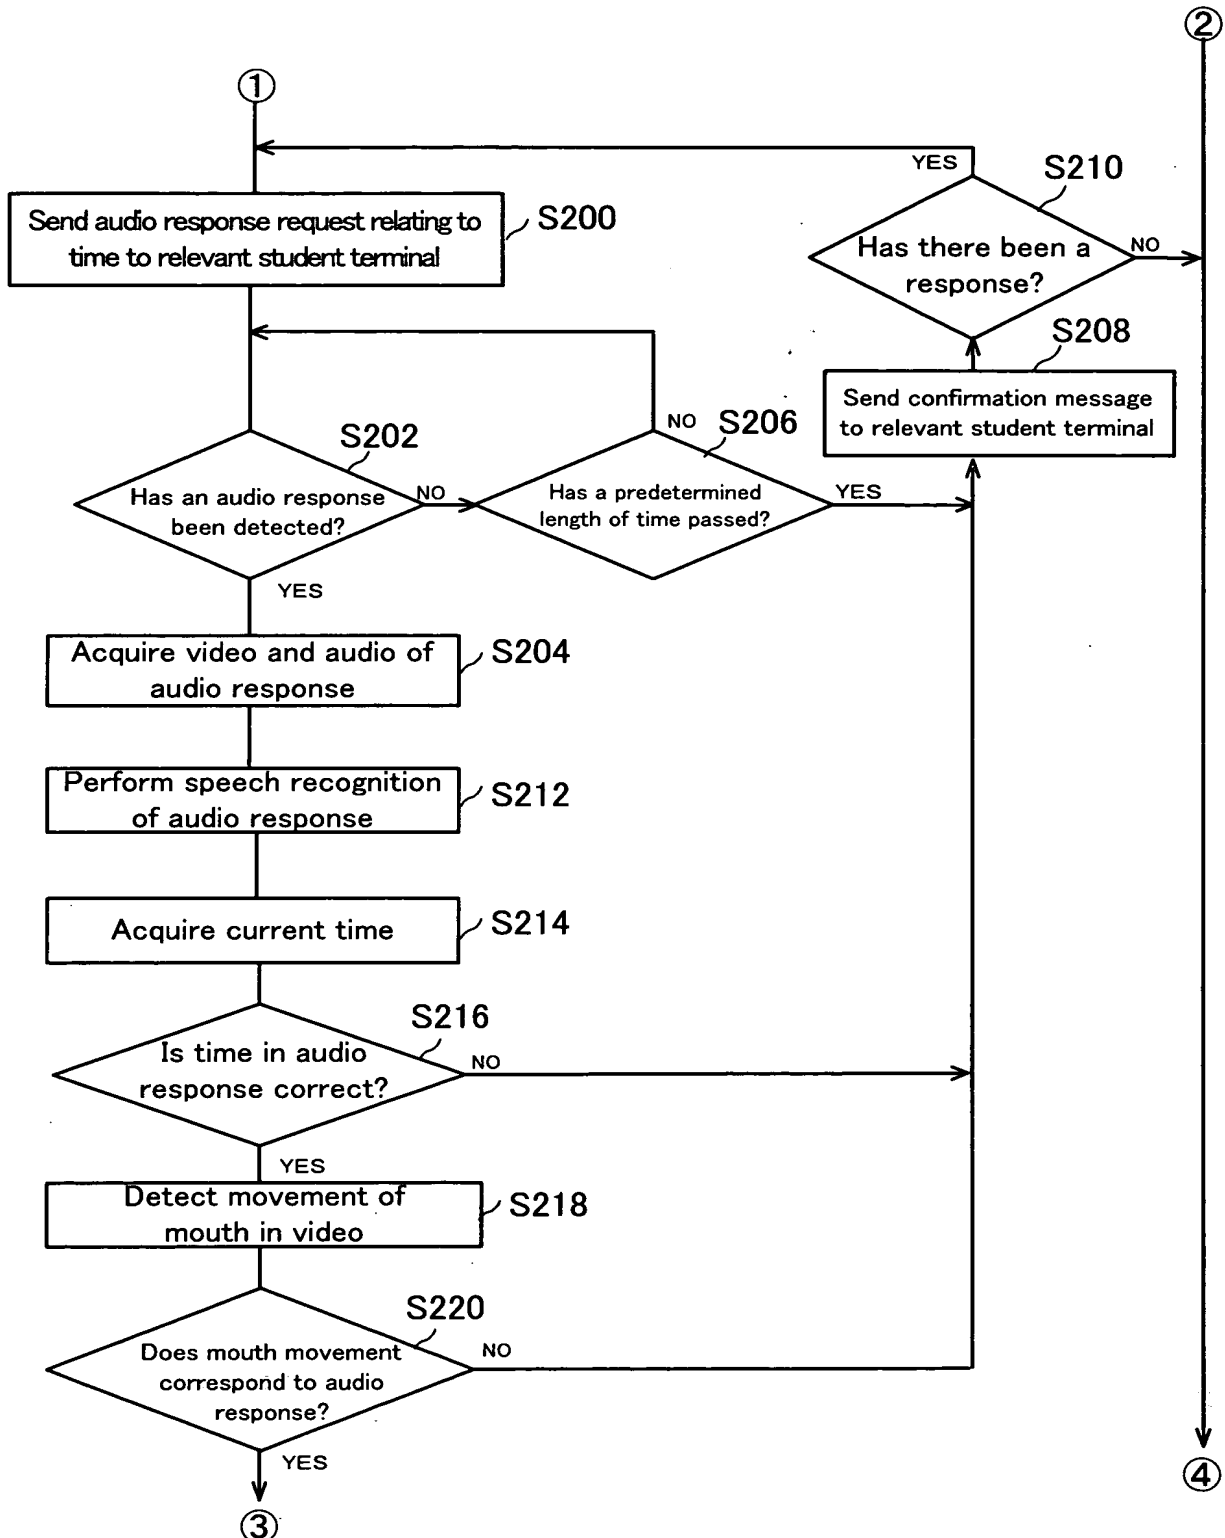 ②
①
YES
S210
Send audio response request relating to
time to relevant student terminal
S200
Has there been a
response?
NO
S208
Send confirmation message
to relevant student terminal
NO
S206
S202
Has an audio response
been detected?
NO
Has a predetermined
length of time passed?
YES
YES
Acquire video and audio of
audio response
S204
Perform speech recognition
of audio response
S212
Acquire current time
S214
S216
Is time in audio
response correct?
NO
YES
Detect movement of
mouth in video
S218
S220
Does mouth movement
correspond to audio
response?
NO
YES
④
③